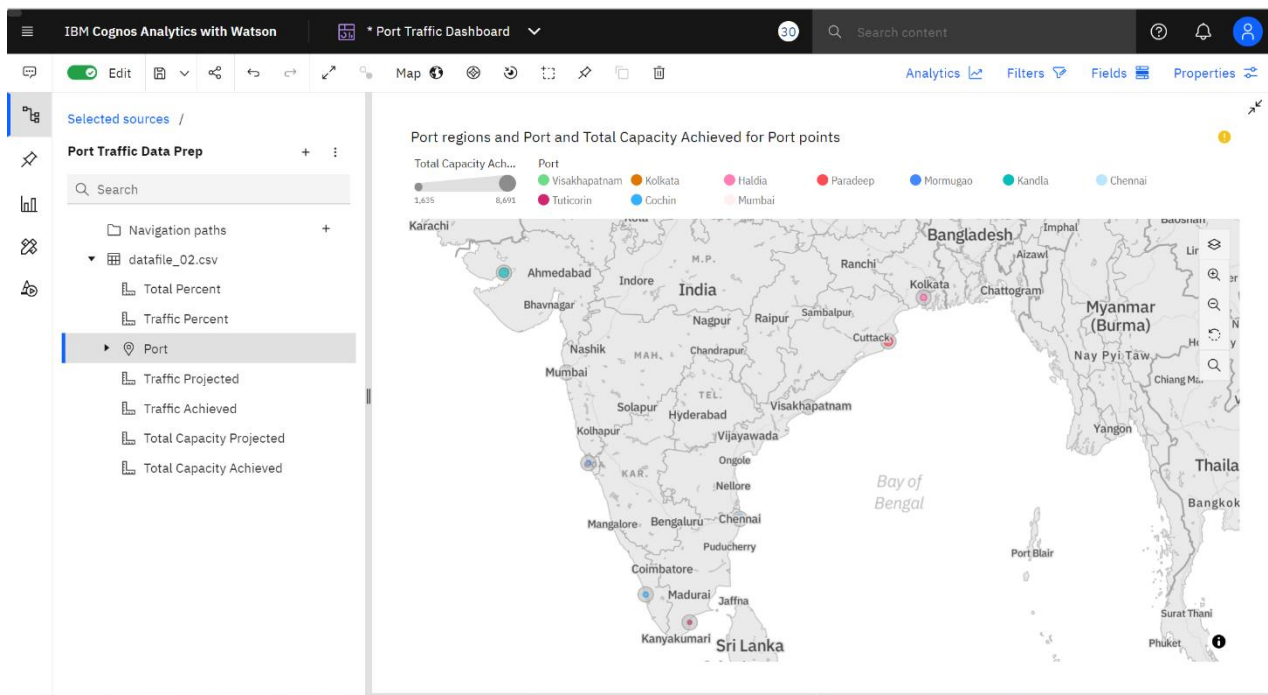 IBM Cognos Analytics with Watson
* Port Traffic Dashboard
30
Search content
Edit
Map
Analytics
Filters
Fields
Properties
Selected sources /
Port Traffic Data Prep
Search
Navigation paths
datafile_02.csv
Total Percent
Traffic Percent
Port
Traffic Projected
Traffic Achieved
Total Capacity Projected
Total Capacity Achieved
Port regions and Port and Total Capacity Achieved for Port points
Total Capacity Ach...
1,635 8,691
Port
Visakhapatnam Kolkata Haldia Paradeep Mormugao Kandla Chennai
Tuticorin Cochin Mumbai
Karachi
Bangladesh
Imphal
Aizawl
M.P.
Ranchi
Ahmedabad
Indore
India
Kolkata
Chattogram
Bhavnagar
Nagpur
Raipur
Sambalpur
Myanmar
(Burma)
Cuttack
Nashik
MAH.
Chandrapur
Nay Pyi Taw
Mumbai
Chiang Ma
TEL.
Solapur
Hyderabad
Visakhapatnam
Kolhapur
Vijayawada
Yangon
Ongole
Thaila
KAR.
Nellore
Bay of
Bengal
Bangkok
Mangalore
Bengaluru
Chennai
Puducherry
Port Blair
Coimbatore
Madurai
Jaffna
Kanyakumari
Sri Lanka
Surat Thani
Phuket